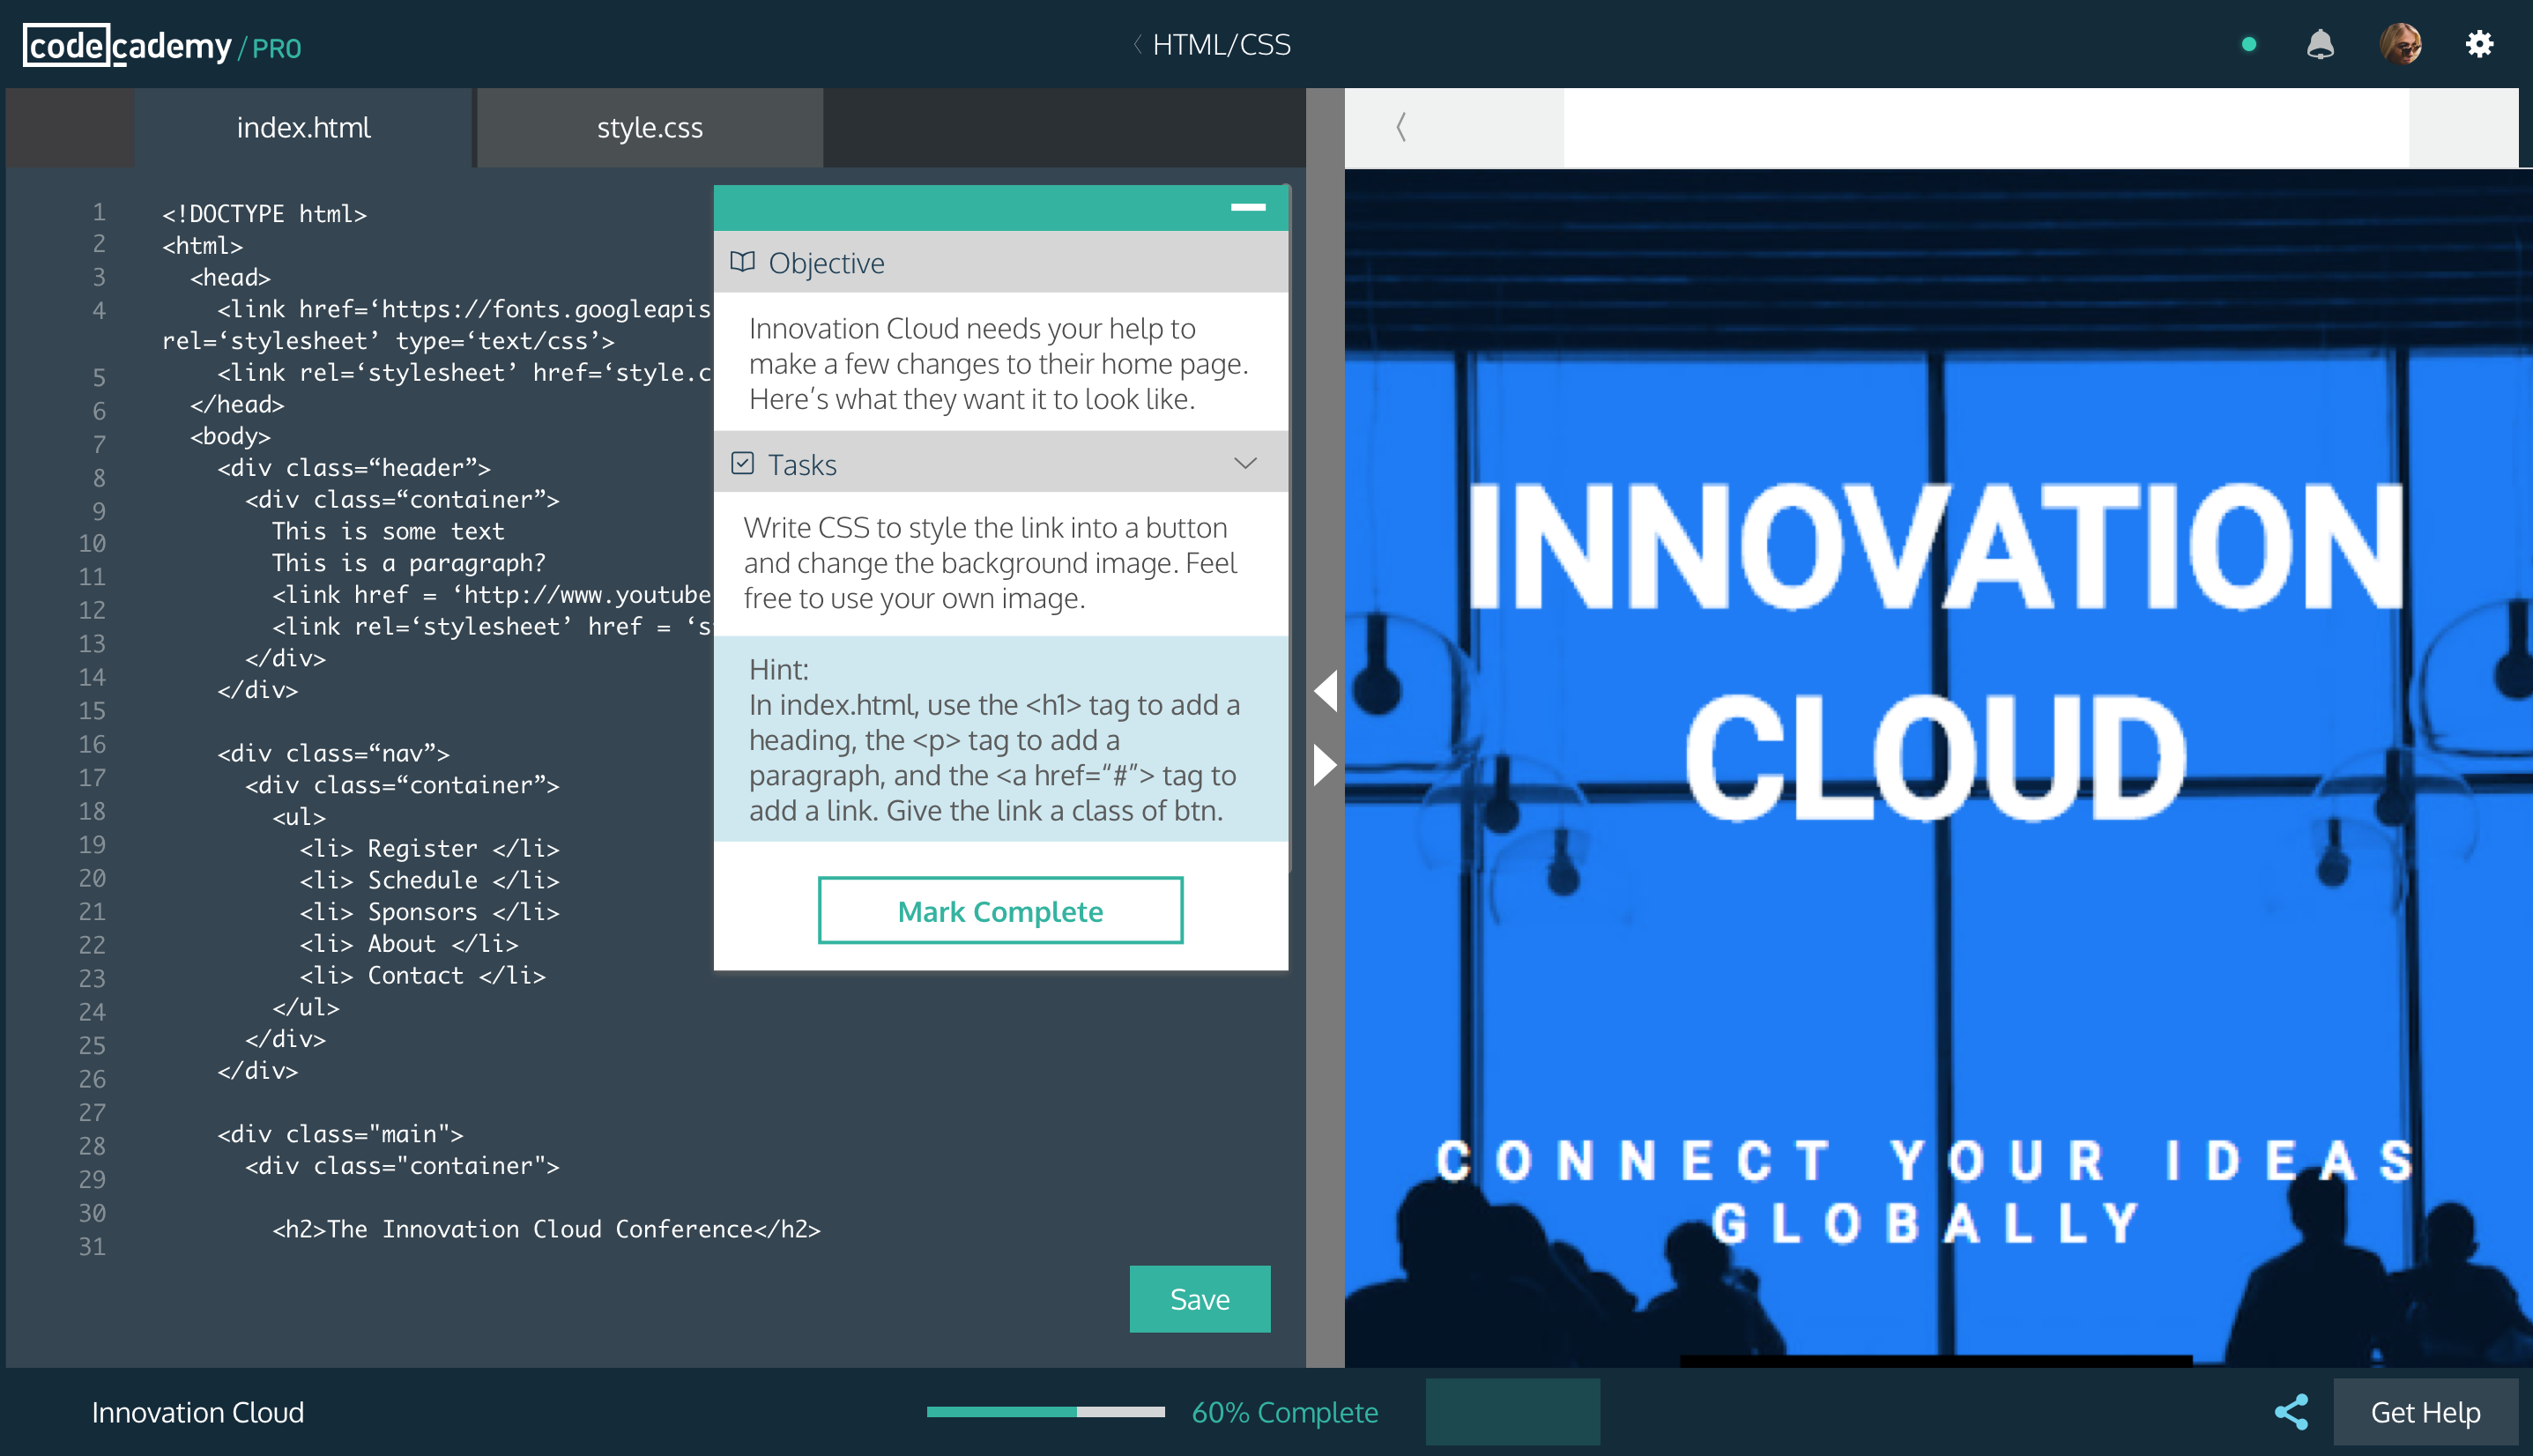 codecademy/PRO
HTML/CSS
index.html
style.css
1 <!DOCTYPE html>
2 <html>
3 <head>
4 <link href=‘https://fonts.googleapis
rel=‘stylesheet’ type=‘text/css’>
5 <link rel=‘stylesheet’ href=‘style.c
6 </head>
7 <body>
8 <div class=“header”>
9 <div class=“container”>
10 This is some text
11 This is a paragraph?
12 <link href = ‘http://www.youtube
13 <link rel=‘stylesheet’ href = ‘s
14 </div>
15 </div>
16
17 <div class=“nav”>
18 <div class=“container”>
19 <ul>
20 <li> Register </li>
21 <li> Schedule </li>
22 <li> Sponsors </li>
23 <li> About </li>
24 <li> Contact </li>
25 </ul>
26 </div>
27 </div>
28
29 <div class="main">
30 <div class="container">
31
<h2>The Innovation Cloud Conference</h2>
Objective
Innovation Cloud needs your help to
make a few changes to their home page.
Here’s what they want it to look like.
Tasks
Write CSS to style the link into a button
and change the background image. Feel
free to use your own image.
Hint:
In index.html, use the <h1> tag to add a
heading, the <p> tag to add a
paragraph, and the <a href=“#”> tag to
add a link. Give the link a class of btn.
Mark Complete
Save
INNOVATION
CLOUD
CONNECT YOUR IDEAS
GLOBALLY
Innovation Cloud
60% Complete
Get Help